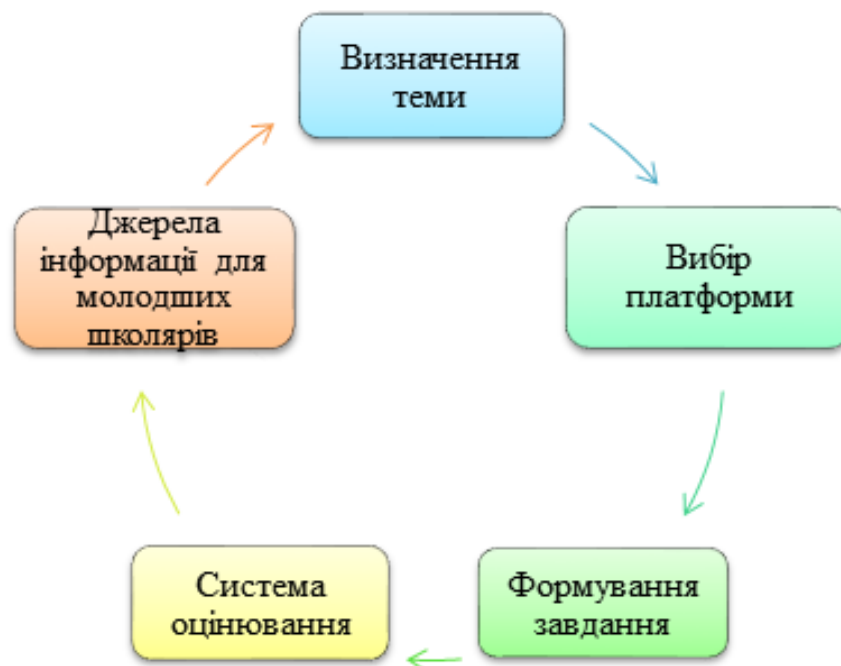 Визначення
теми
Вибір
платформи
Формування
завдання
Система
оцінювання
Джерела
інформації для
молодших
школярів